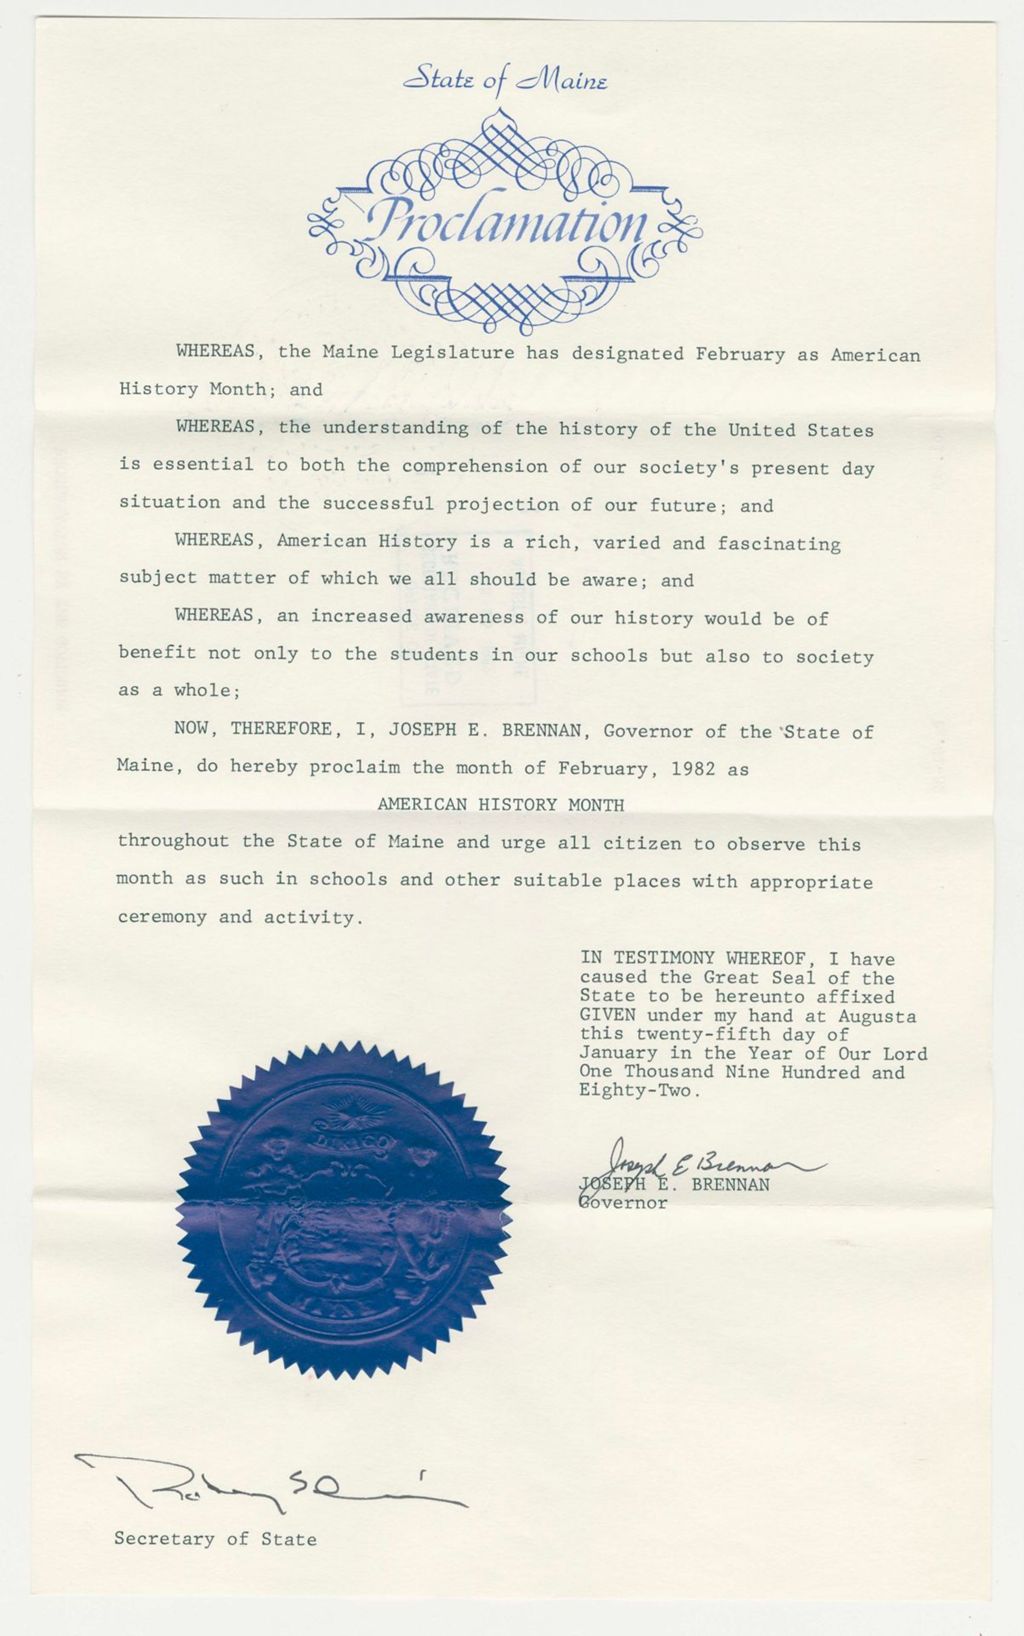 State of Maine
Proclamation
WHEREAS, the Maine Legislature has designated February as American
History Month; and
WHEREAS, the understanding of the history of the United States
is essential to both the comprehension of our society's present day
situation and the successful projection of our future; and
WHEREAS, American History is a rich, varied and fascinating
subject matter of which we all should be aware; and
WHEREAS, an increased awareness of our history would be of
benefit not only to the students in our schools but also to society
as a whole;
NOW, THEREFORE, I, JOSEPH E. BRENNAN, Governor of the State of
Maine, do hereby proclaim the month of February, 1982 as
AMERICAN HISTORY MONTH
throughout the State of Maine and urge all citizen to observe this
month as such in schools and other suitable places with appropriate
ceremony and activity.
IN TESTIMONY WHEREOF, I have
caused the Great Seal of the
State to be hereunto affixed
GIVEN under my hand at Augusta
this twenty-fifth day of
January in the Year of Our Lord
One Thousand Nine Hundred and
Eighty-Two.
Joseph E Brennan
JOSEPH E. BRENNAN
Governor
DIRIGO
Secretary of State